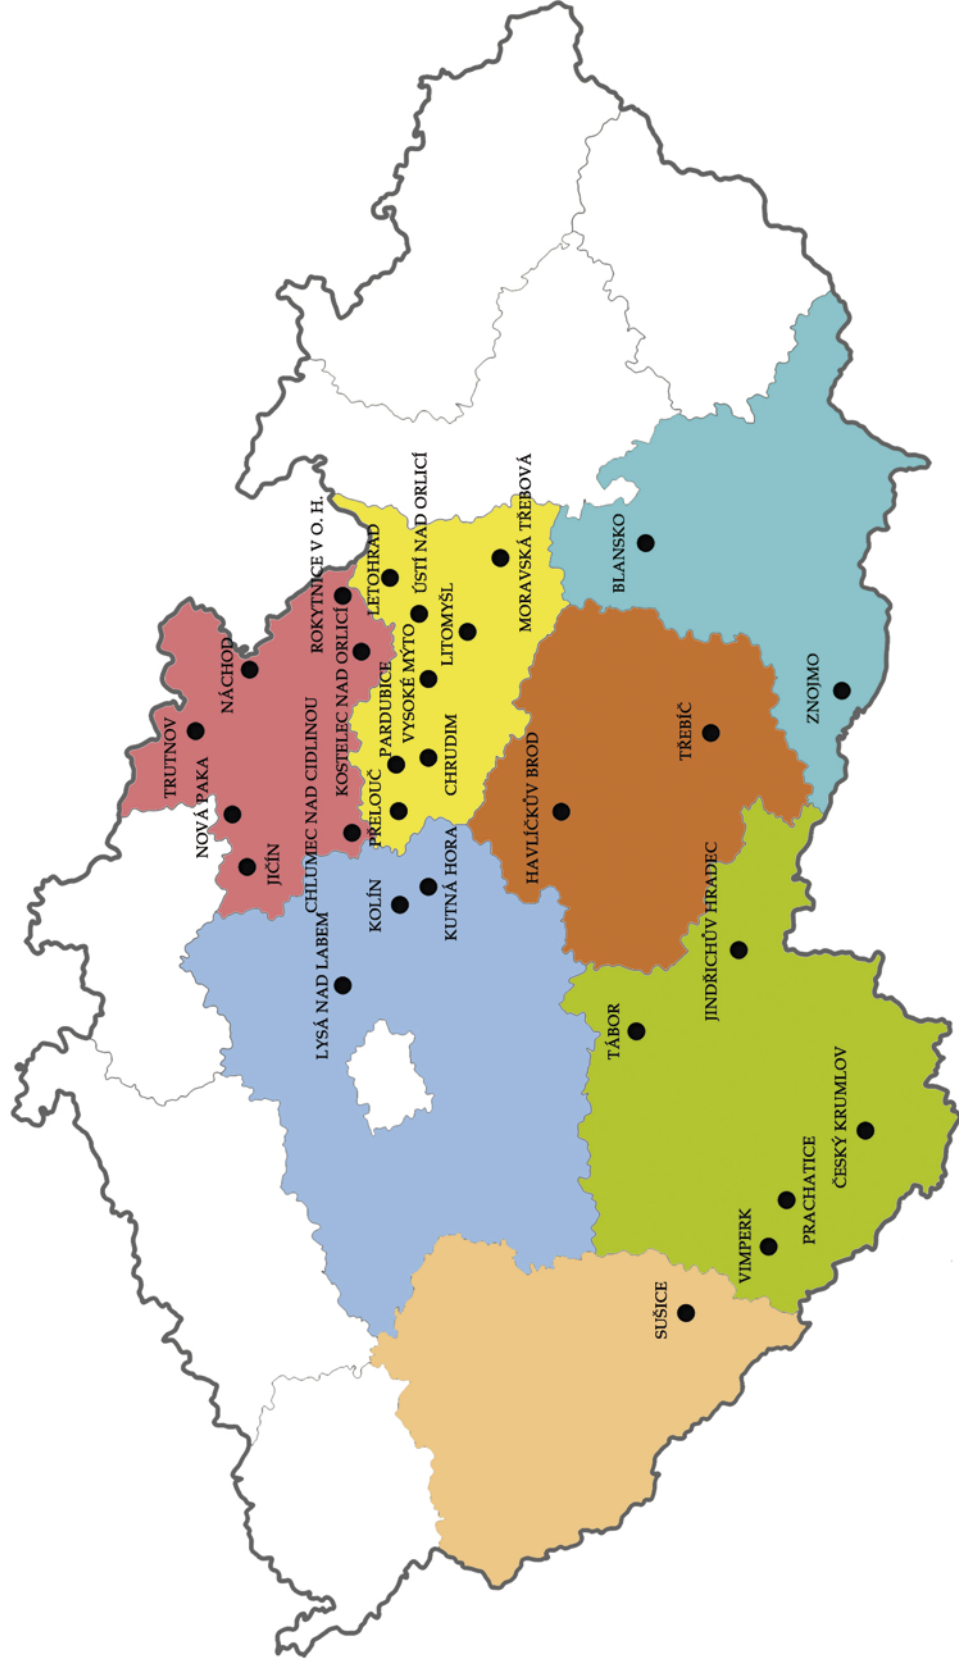 TRUTNOV
NÁCHOD
NOVÁ PAKA
JIČÍN
ROKYTNICE V O. H.
CHLUMEC NAD CIDLINOU
KOSTELEC NAD ORLICÍ
LYSÁ NAD LABEM
LETOHRAD
PARDUBICE
PŘELOUČ
KOLÍN
VYSOKÉ MÝTO
ÚSTÍ NAD ORLICÍ
LITOMYŠL
CHRUDIM
KUTNÁ HORA
MORAVSKÁ TŘEBOVÁ
HAVLÍČKŮV BROD
BLANSKO
TÁBOR
SUŠICE
TŘEBÍČ
JINDŘICHŮV HRADEC
VIMPERK
ZNOJMO
PRACHATICE
ČESKÝ KRUMLOV